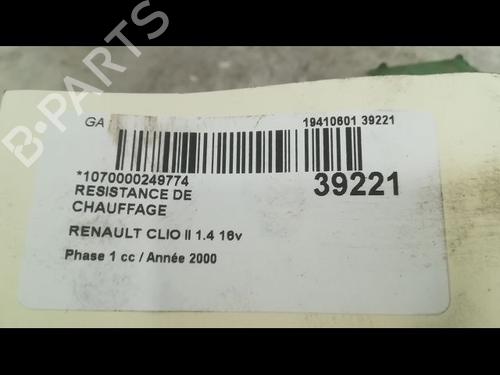 GA
19410601 39221
*1070000249774
39221
RESISTANCE DE
CHAUFFAGE
RENAULT CLIO II 1.4 16v
Phase 1 cc / Année 2000
B-PARTS